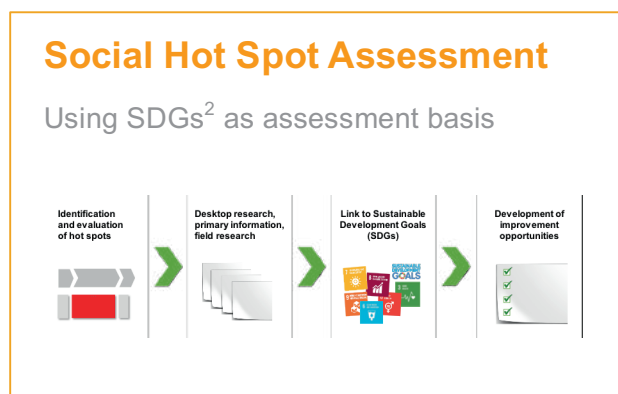 Social Hot Spot Assessment
Using SDGs² as assessment basis
Identification
and evaluation
of hot spots
Desktop research,
primary information,
field research
Link to Sustainable
Development Goals
(SDGs)
SUSTAINABLE
DEVELOPMENT
GOALS
Development of
improvement
opportunities